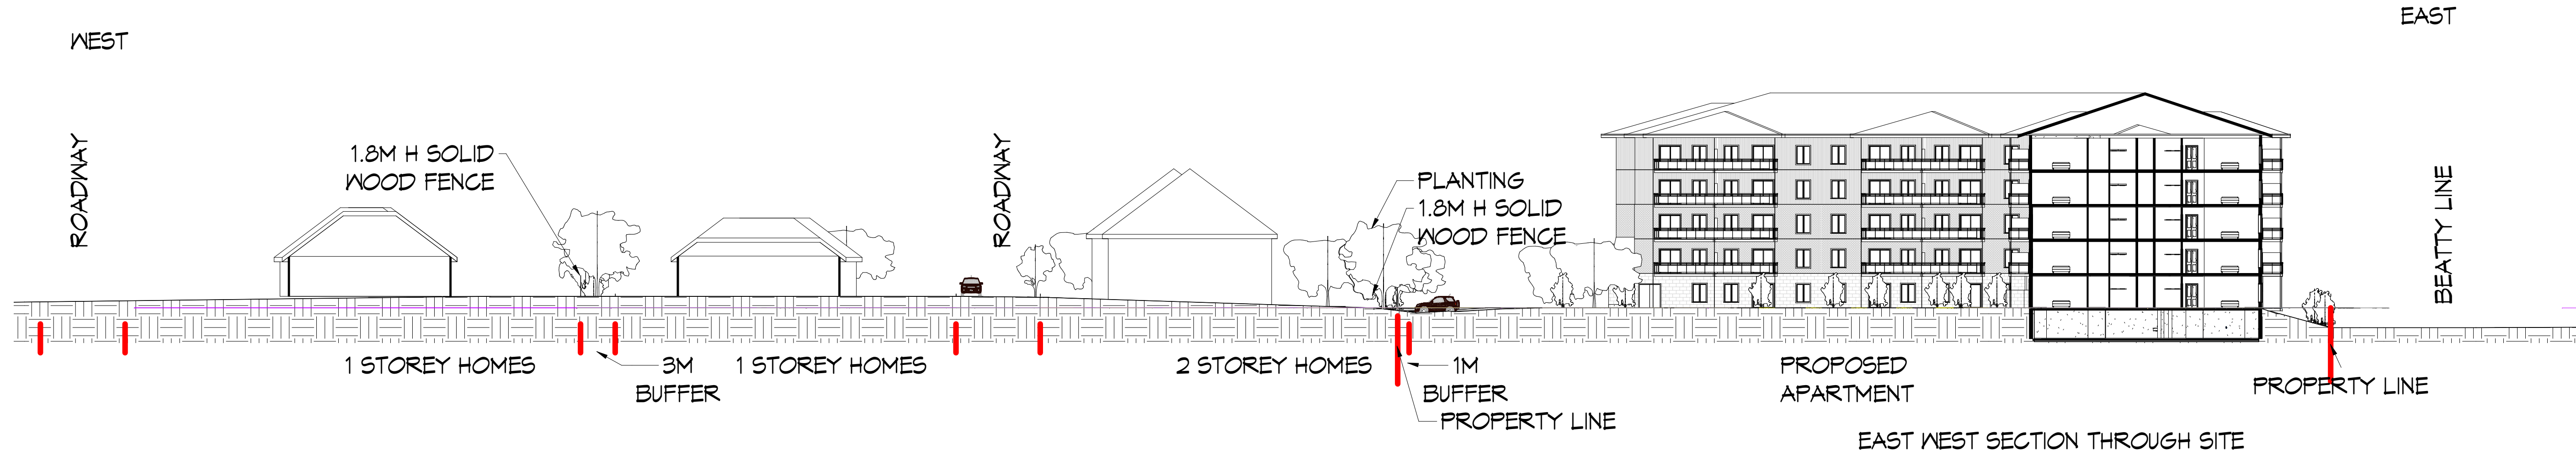 WEST
EAST
ROADWAY
1.8M H SOLID
WOOD FENCE
ROADWAY
PLANTING
1.8M H SOLID
WOOD FENCE
BEATTY LINE
1 STOREY HOMES
3M
BUFFER
1 STOREY HOMES
2 STOREY HOMES
1M
BUFFER
PROPERTY LINE
PROPOSED
APARTMENT
PROPERTY LINE
EAST WEST SECTION THROUGH SITE